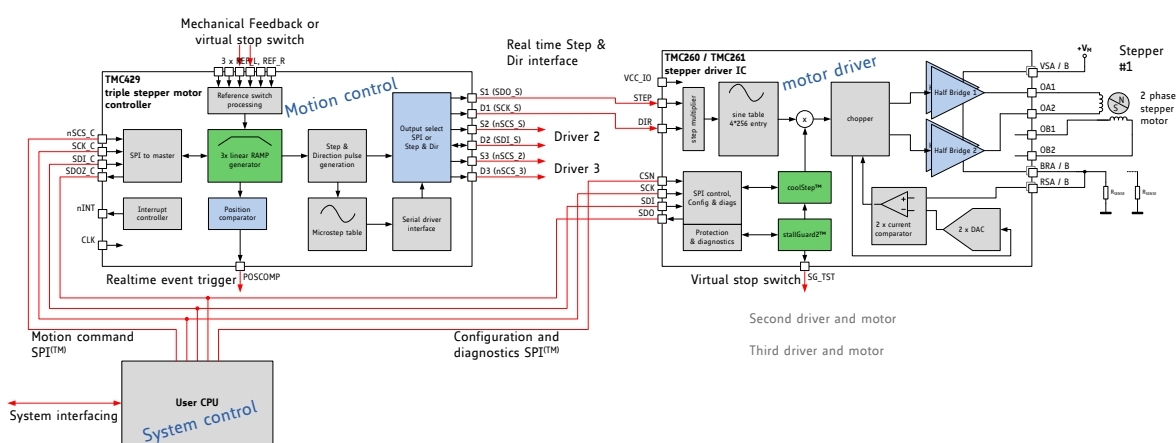 Mechanical Feedback or
virtual stop switch
3 x REF_L, REF_R
TMC429
triple stepper motor
controller
Reference switch
processing
Motion control
nSCS_C
SCK_C
SDI_C
SDOZ_C
nINT
CLK
SPI to master
3x linear RAMP
generator
Step &
Direction pulse
generation
Output select
SPI or
Step & Dir
Interrupt
controller
Position
comparator
Microstep table
Serial driver
interface
S1 (SDO_S)
D1 (SCK_S)
S2 (nSCS_S)
D2 (SDI_S)
S3 (nSCS_2)
D3 (nSCS_3)
Driver 2
Driver 3
Realtime event trigger
POSCOMP
Real time Step &
Dir interface
TMC260 / TMC261
stepper driver IC
motor driver
VCC_IO
STEP
DIR
CSN
SCK
SDI
SDO
step multiplier
sine table
4*256 entry
x
chopper
Half Bridge 1
Half Bridge 2
SPI control,
Config & diags
Protection
& diagnostics
coolStep™
stallGuard2™
2 x current
comparator
2 x DAC
+VM
VSA / B
OA1
OA2
OB1
OB2
BRA / B
RSA / B
Stepper
#1
2 phase
stepper
motor
S
N
RSENSE
RSENSE
Virtual stop switch
SG_TST
Second driver and motor
Third driver and motor
Motion command
SPI(TM)
Configuration and
diagnostics SPI(TM)
User CPU
System control
System interfacing